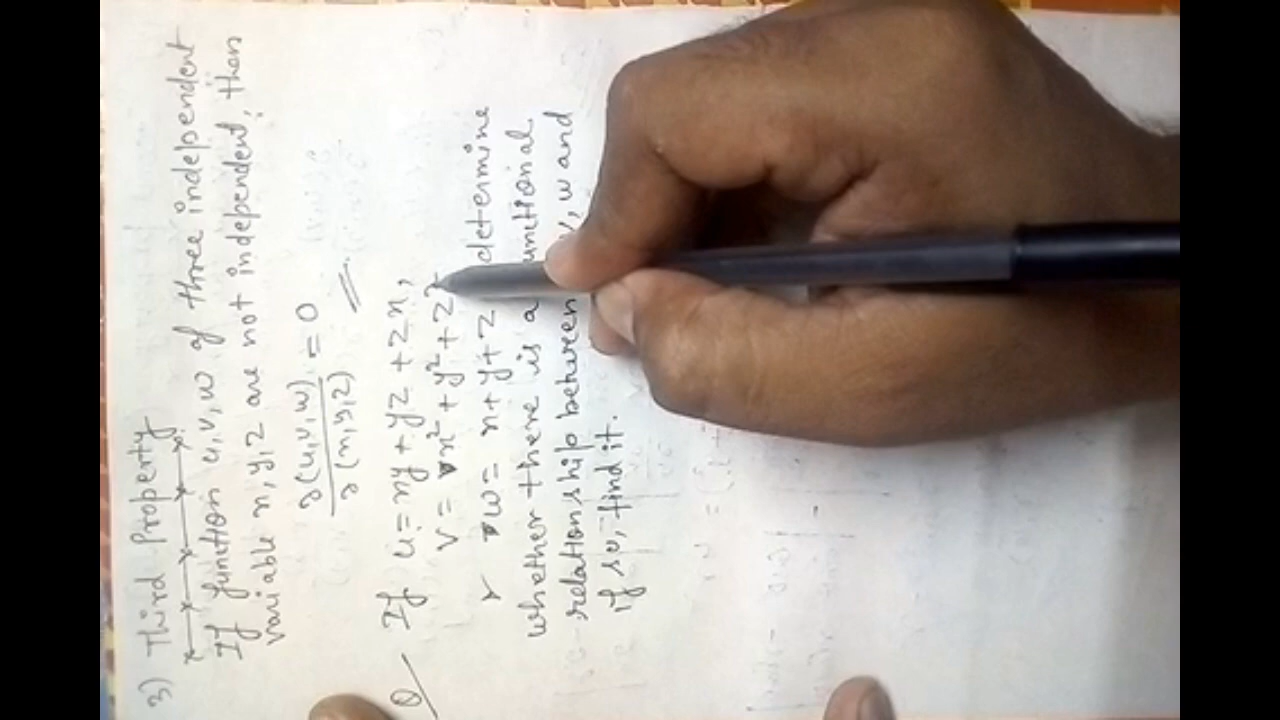 3) Third Property
If function u,v,w of three independent
variable x,y,z are not independent, then
∂(u,v,w)
∂(x,y,z) = 0
Q If u = xy + yz + zx,
v = x² + y² + z²
w = x + y + z determine
whether there is a
relationship between v, w and
if so, find it.